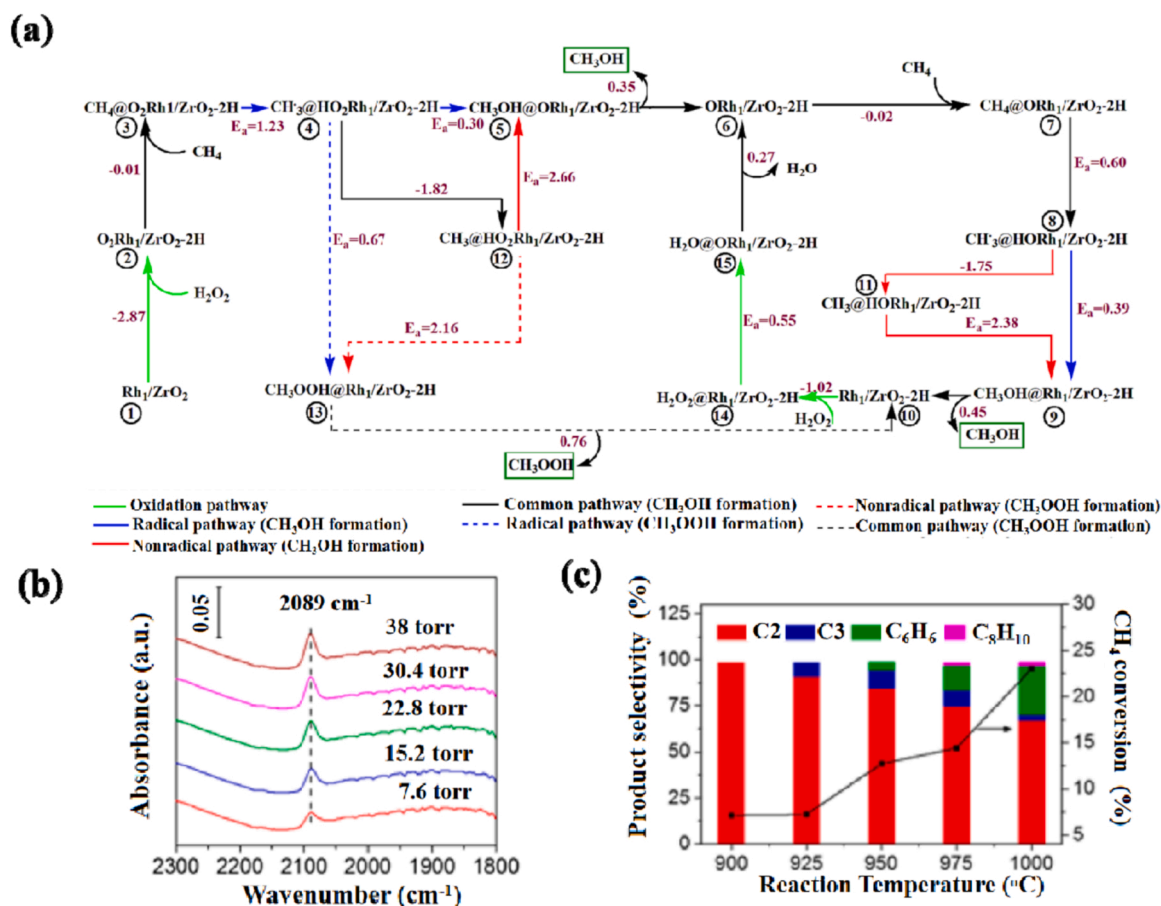 (a)
CH₃OH
0.35
CH₄
CH₄@O₂Rh1/ZrO₂-2H
CH·₃@HO₂Rh₁/ZrO₂-2H
CH₃OH@ORh₁/ZrO₂-2H
ORh₁/ZrO₂-2H
CH₄@ORh₁/ZrO₂-2H
③
Eₐ=1.23
④
Eₐ=0.30
⑤
⑥
-0.02
⑦
-0.01
CH₄
Eₐ=2.66
0.27
H₂O
Eₐ=0.60
-1.82
⑧
O₂Rh₁/ZrO₂-2H
Eₐ=0.67
CH₃@HO₂Rh₁/ZrO₂-2H
H₂O@ORh₁/ZrO₂-2H
CH·₃@HORh₁/ZrO₂-2H
②
⑫
⑮
-1.75
H₂O₂
⑪
CH₃@HORh₁/ZrO₂-2H
-2.87
Eₐ=2.16
Eₐ=0.55
Eₐ=2.38
Eₐ=0.39
Rh₁/ZrO₂
CH₃OOH@Rh₁/ZrO₂-2H
H₂O₂@Rh₁/ZrO₂-2H
-1.02
Rh₁/ZrO₂-2H
CH₃OH@Rh₁/ZrO₂-2H
①
⑬
⑭
H₂O₂
⑩
0.45
⑨
0.76
CH₃OH
CH₃OOH
Oxidation pathway
Common pathway (CH₃OH formation)
Nonradical pathway (CH₃OOH formation)
Radical pathway (CH₃OH formation)
Radical pathway (CH₃OOH formation)
Common pathway (CH₃OOH formation)
Nonradical pathway (CH₃OH formation)
(b)
0.05
2089 cm⁻¹
38 torr
30.4 torr
22.8 torr
15.2 torr
7.6 torr
Absorbance (a.u.)
2300 2200 2100 2000 1900 1800
Wavenumber (cm⁻¹)
(c)
Product selectivity (%)
125
100
75
50
25
0
C2 C3 C₆H₆ C₈H₁₀
30
25
20
15
10
5
CH₄ conversion (%)
900 925 950 975 1000
Reaction Temperature (°C)